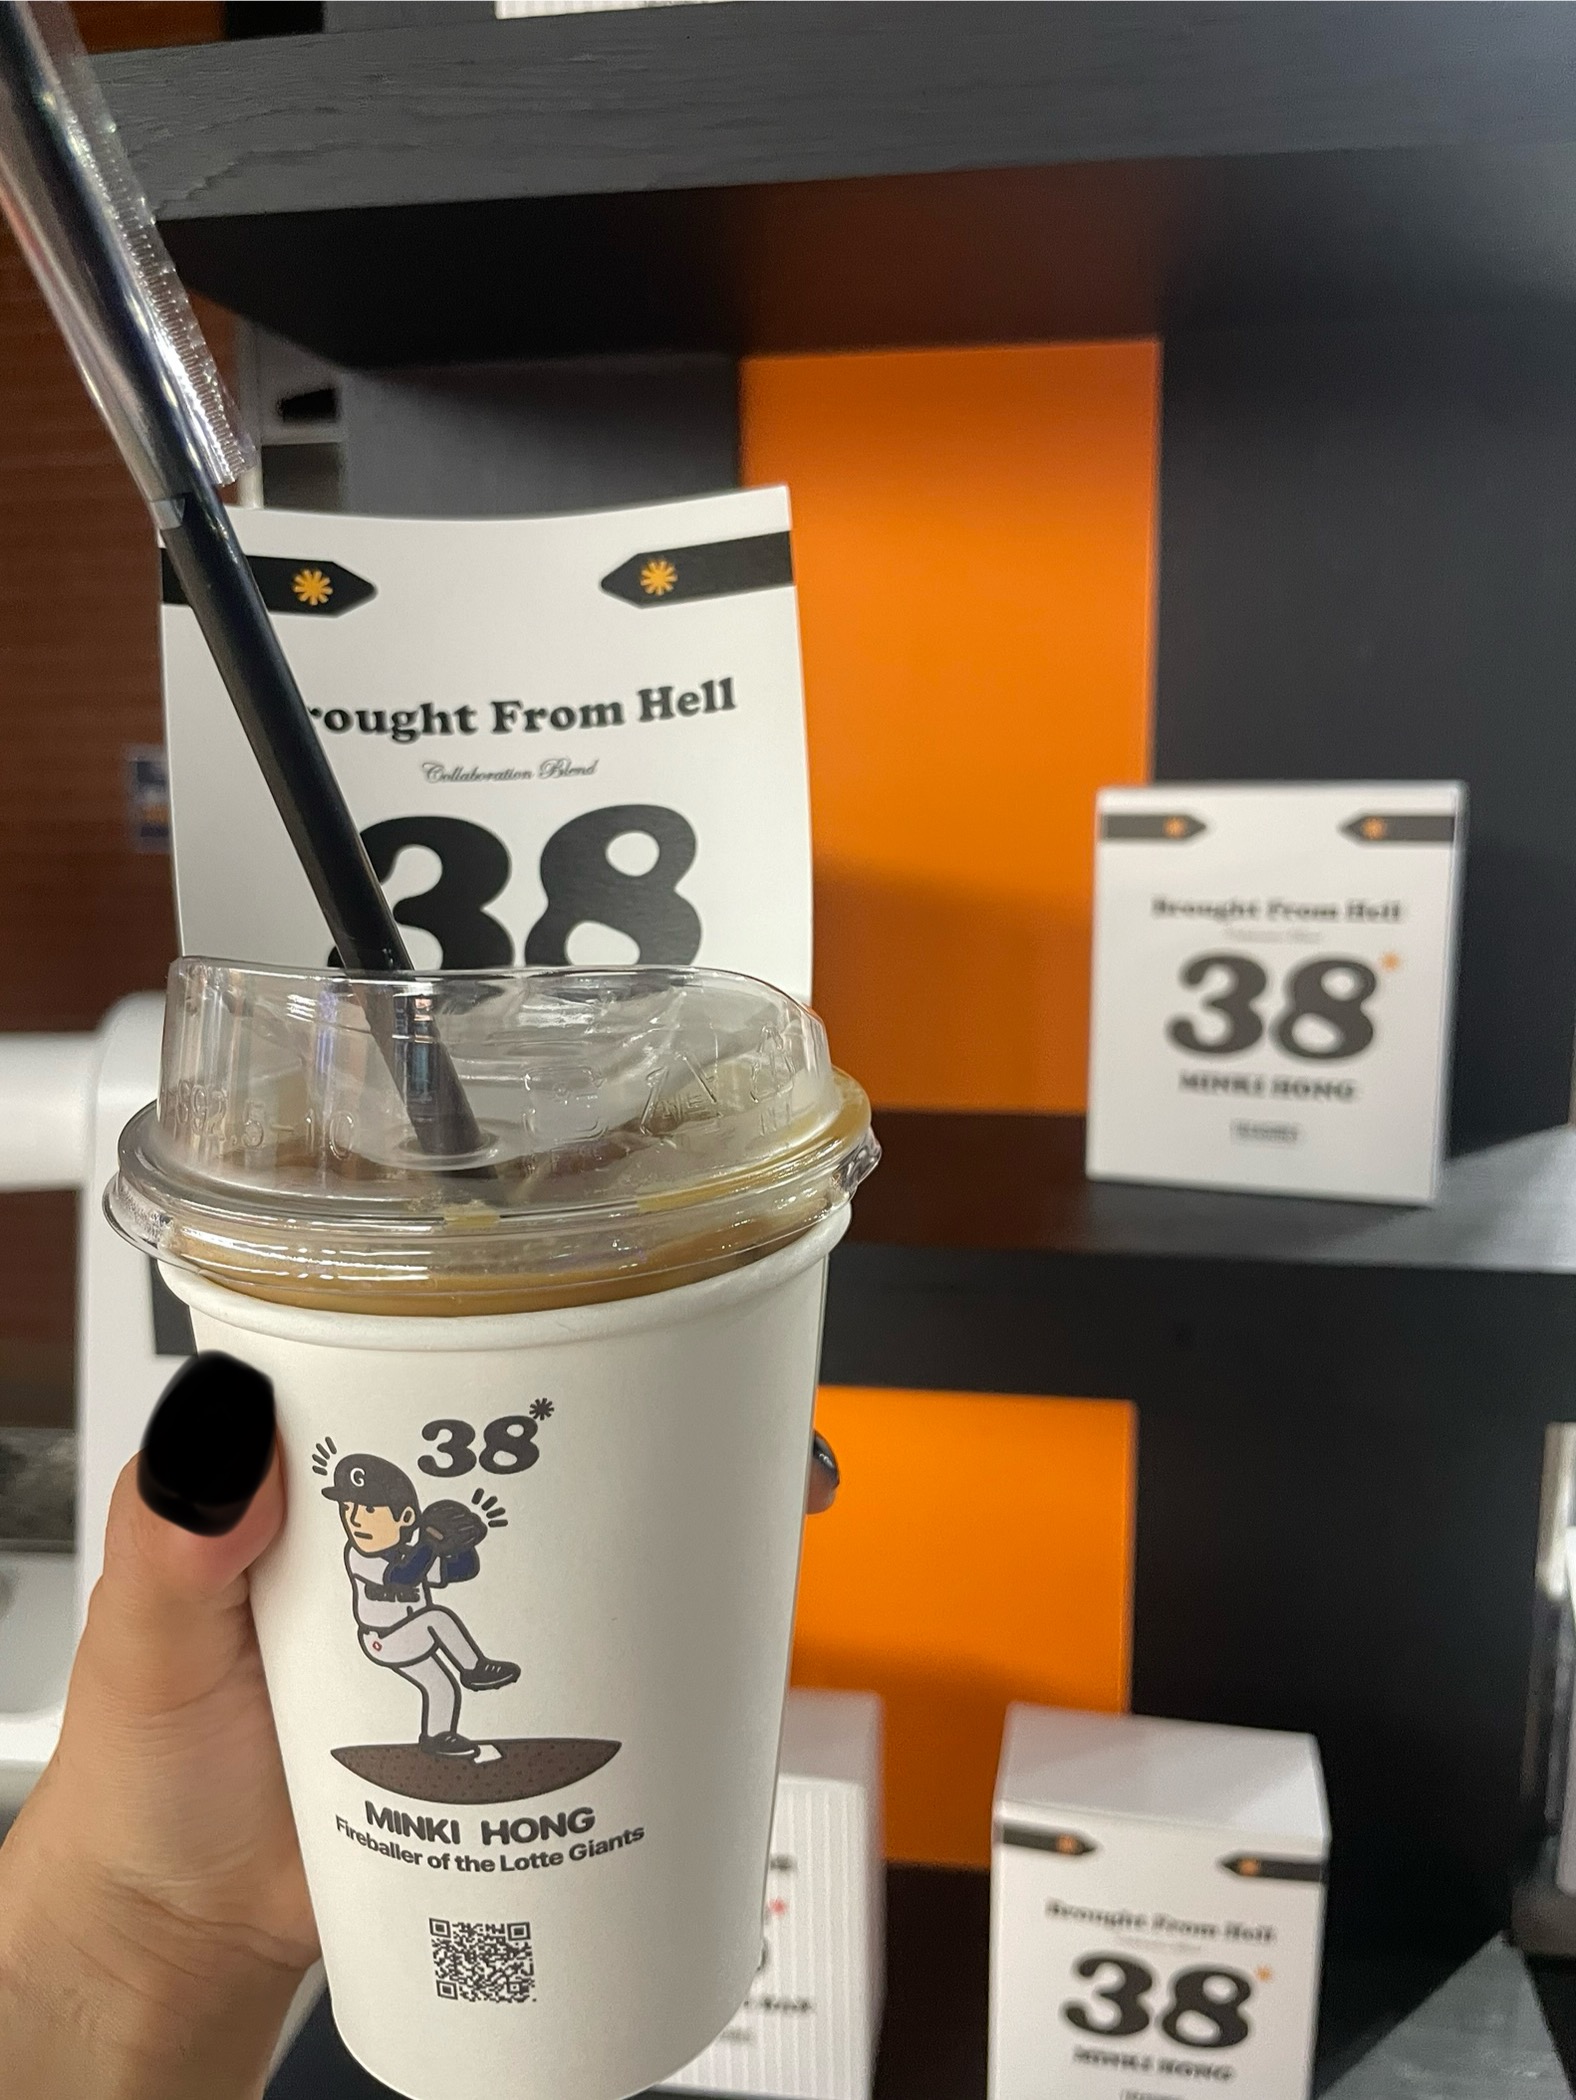 rought From Hell
Collaboration Blend
38
Brought From Hell
38*
MINKI HONG
38*
G
MINKI HONG
Fireballer of the Lotte Giants
Brought From Hell
38*
MINKI HONG